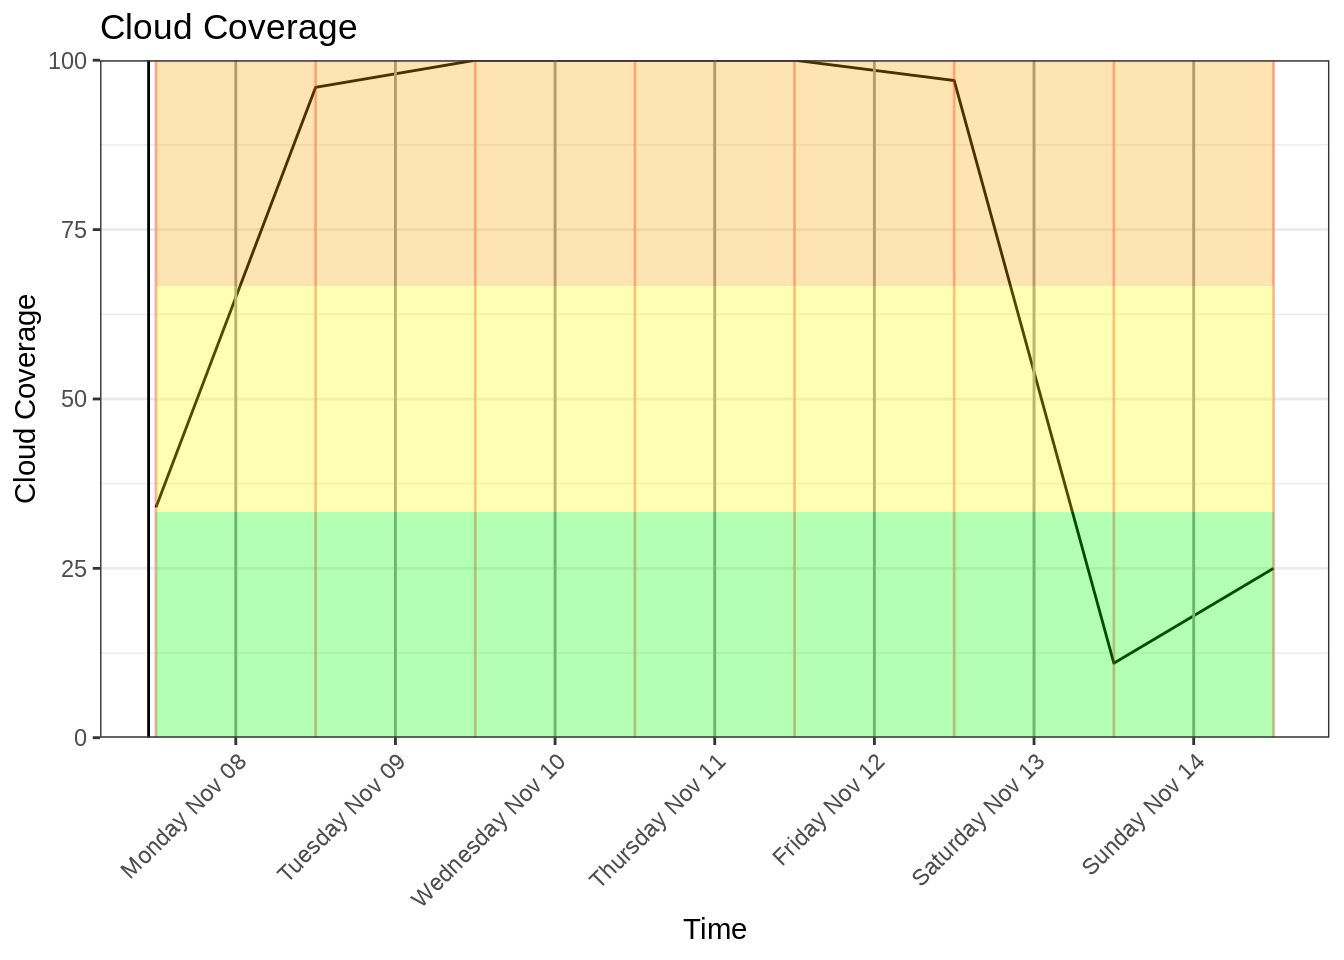 Cloud Coverage
Cloud Coverage
100
75
50
25
0
Monday Nov 08
Tuesday Nov 09
Wednesday Nov 10
Thursday Nov 11
Friday Nov 12
Saturday Nov 13
Sunday Nov 14
Time